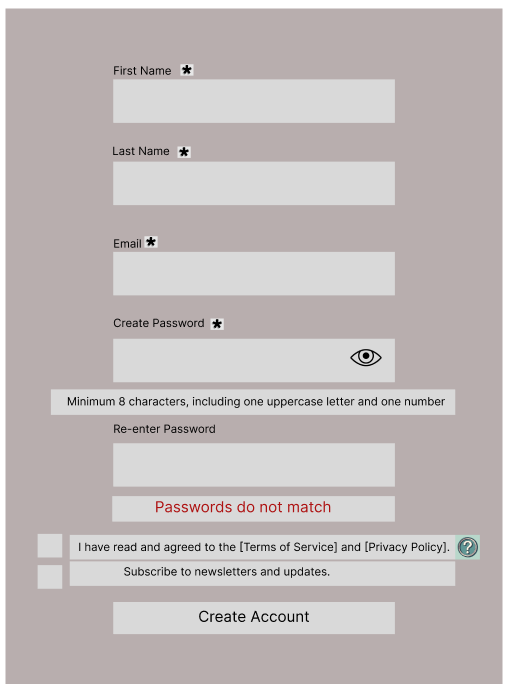 First Name *
Last Name *
Email *
Create Password *
Minimum 8 characters, including one uppercase letter and one number
Re-enter Password
Passwords do not match
I have read and agreed to the [Terms of Service] and [Privacy Policy]. ?
Subscribe to newsletters and updates.
Create Account